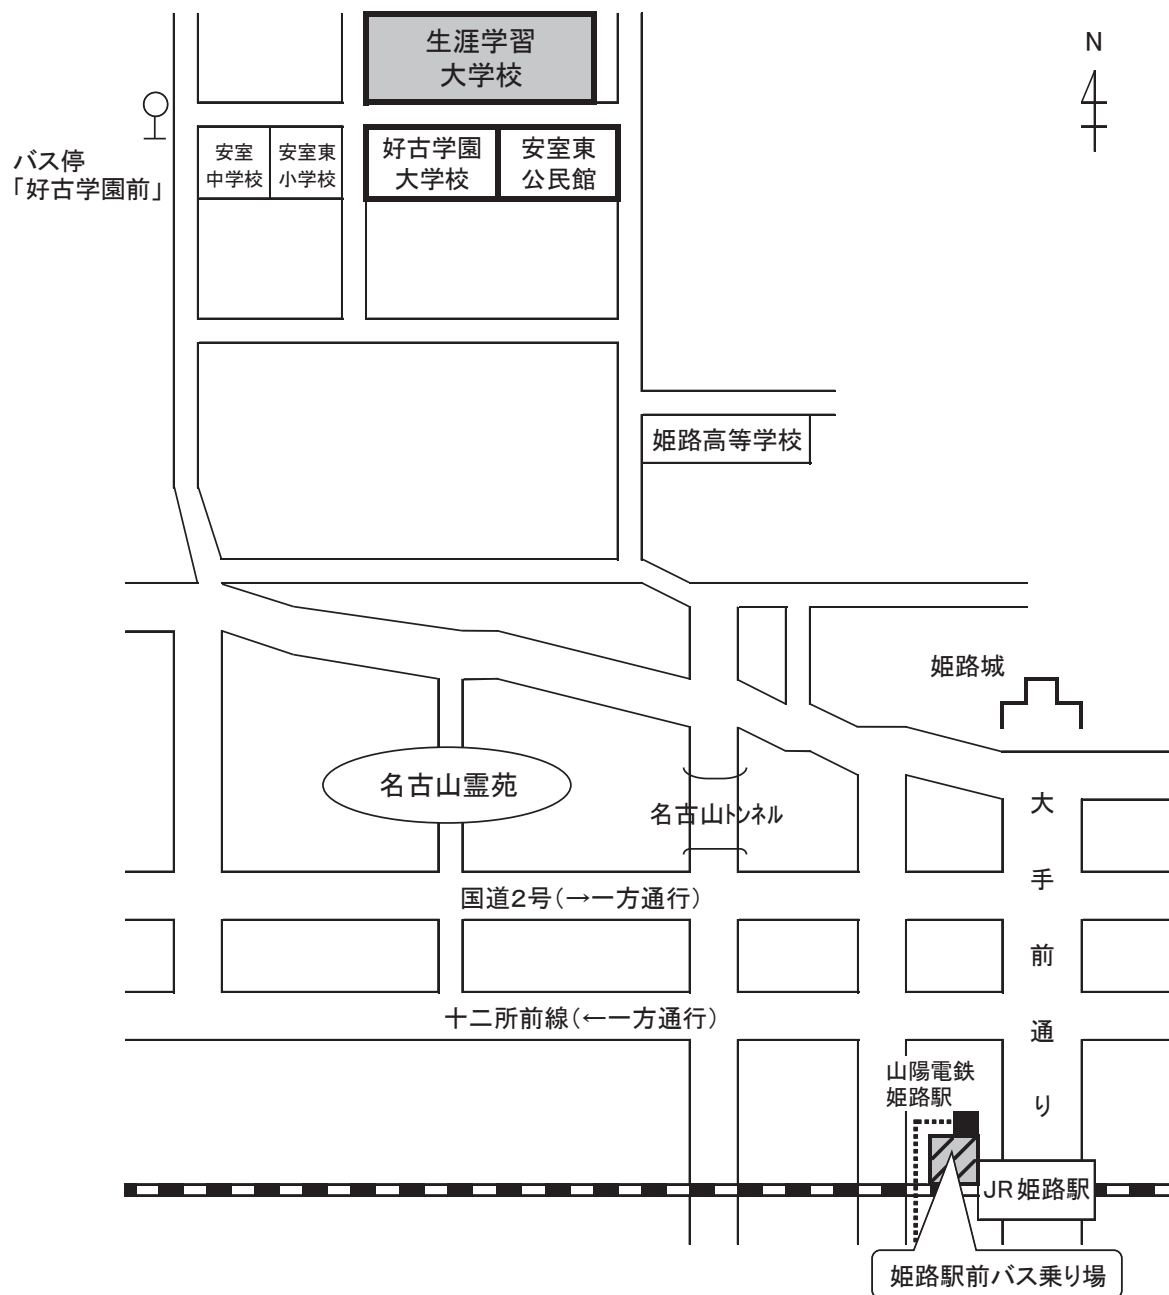 生涯学習
大学校
N
バス停
「好古学園前」
安室
中学校
安室東
小学校
好古学園
大学校
安室東
公民館
姫路高等学校
姫路城
名古山霊苑
名古山トンネル
大手前通り
国道2号(→一方通行)
十二所前線(←一方通行)
山陽電鉄
姫路駅
JR姫路駅
姫路駅前バス乗り場